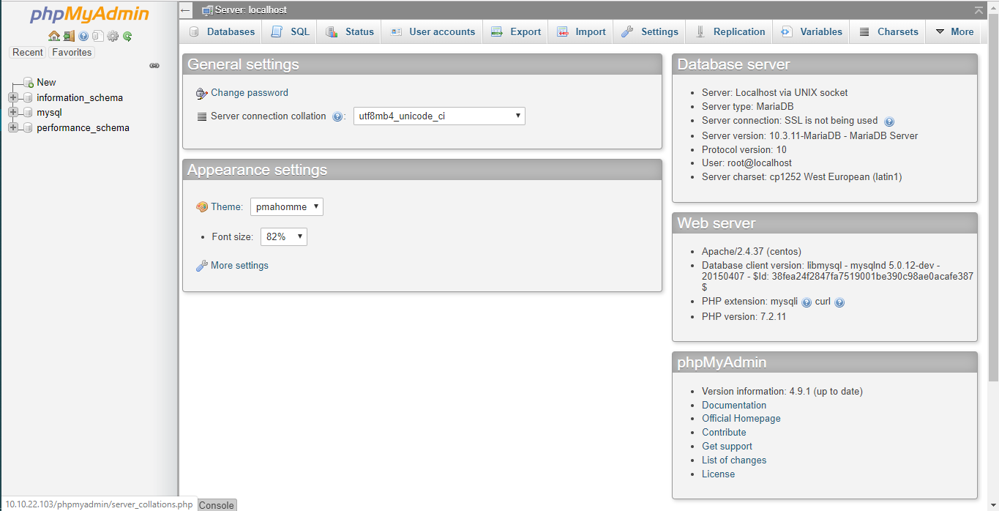 phpMyAdmin
Recent Favorites
New
information_schema
mysql
performance_schema
Server: localhost
Databases SQL Status User accounts Export Import Settings Replication Variables Charsets More
General settings
Change password
Server connection collation : utf8mb4_unicode_ci
Appearance settings
Theme: pmahomme
Font size: 82%
More settings
Database server
Server: Localhost via UNIX socket
Server type: MariaDB
Server connection: SSL is not being used
Server version: 10.3.11-MariaDB - MariaDB Server
Protocol version: 10
User: root@localhost
Server charset: cp1252 West European (latin1)
Web server
Apache/2.4.37 (centos)
Database client version: libmysql - mysqlnd 5.0.12-dev -
20150407 - $Id: 38fea24f2847fa7519001be390c98ae0acafe387
$
PHP extension: mysqli curl
PHP version: 7.2.11
phpMyAdmin
Version information: 4.9.1 (up to date)
Documentation
Official Homepage
Contribute
Get support
List of changes
License
10.10.22.103/phpmyadmin/server_collations.php
Console